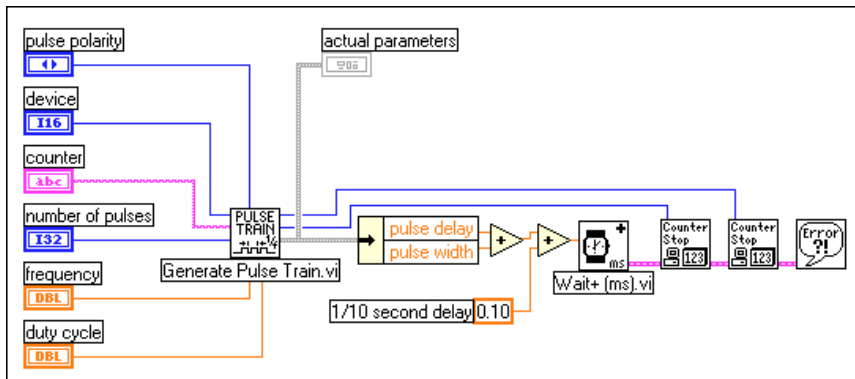 pulse polarity
actual parameters
device
I16
counter
abc
number of pulses
I32
PULSE
TRAIN
1/4
Generate Pulse Train.vi
pulse delay
pulse width
+
+
+
ms
Wait+ (ms).vi
Counter
Stop
123
Counter
Stop
123
Error
?!
frequency
DBL
1/10 second delay 0.10
duty cycle
DBL